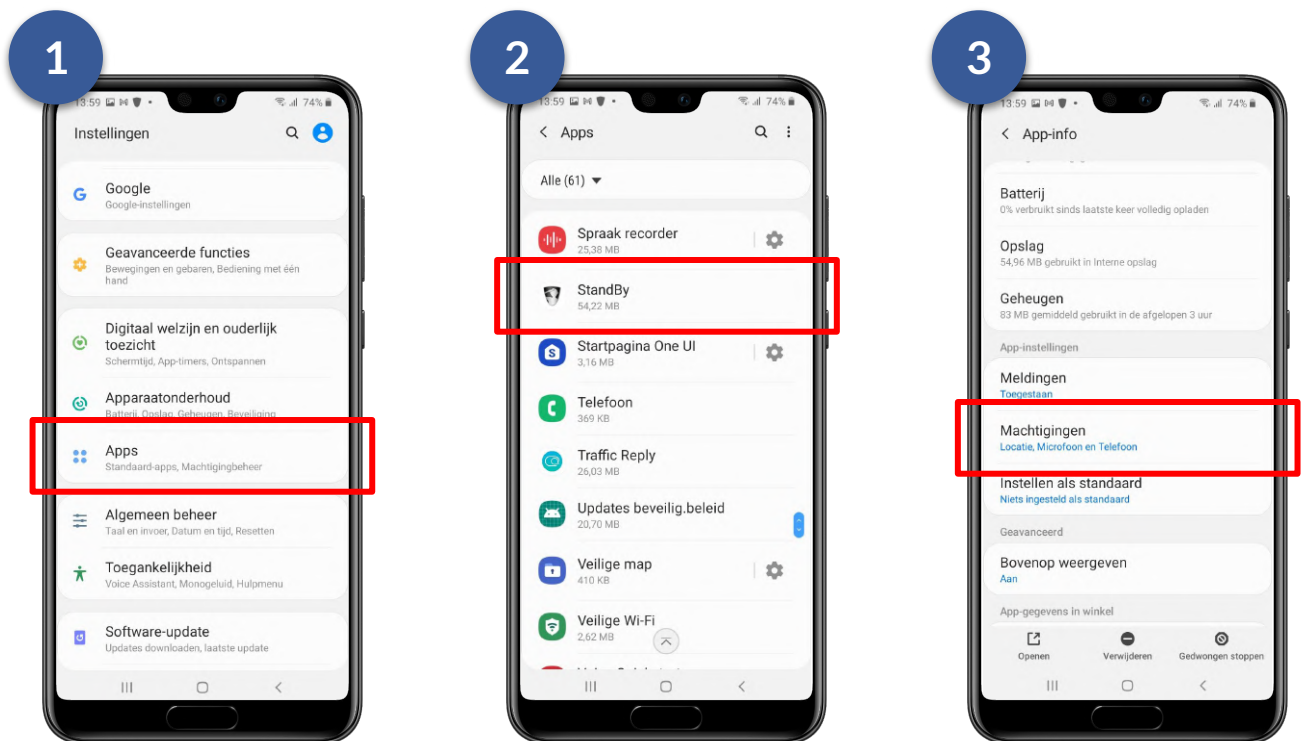 1
13:59
74%
Instellingen
Google
Google-instellingen
Geavanceerde functies
Bewegingen en gebaren, Bediening met één
hand
Digitaal welzijn en ouderlijk
toezicht
Schermtijd, App-timers, Ontspannen
Apparaatonderhoud
Batterij, Opslag, Geheugen, Beveiliging
Apps
Standaard-apps, Machtigingbeheer
Algemeen beheer
Taal en invoer, Datum en tijd, Resetten
Toegankelijkheid
Voice Assistant, Monogeluid, Hulpmenu
Software-update
Updates downloaden, laatste update
2
13:59
74%
Apps
Alle (61)
Spraak recorder
25,38 MB
StandBy
54,22 MB
Startpagina One UI
3,16 MB
Telefoon
369 KB
Traffic Reply
26,03 MB
Updates beveilig.beleid
20,70 MB
Veilige map
410 KB
Veilige Wi-Fi
2,62 MB
3
13:59
74%
App-info
Batterij
0% verbruikt sinds laatste keer volledig opladen
Opslag
54,96 MB gebruikt in Interne opslag
Geheugen
83 MB gemiddeld gebruikt in de afgelopen 3 uur
App-instellingen
Meldingen
Toegestaan
Machtigingen
Locatie, Microfoon en Telefoon
Instellen als standaard
Niets ingesteld als standaard
Geavanceerd
Bovenop weergeven
Aan
App-gegevens in winkel
Openen
Verwijderen
Gedwongen stoppen